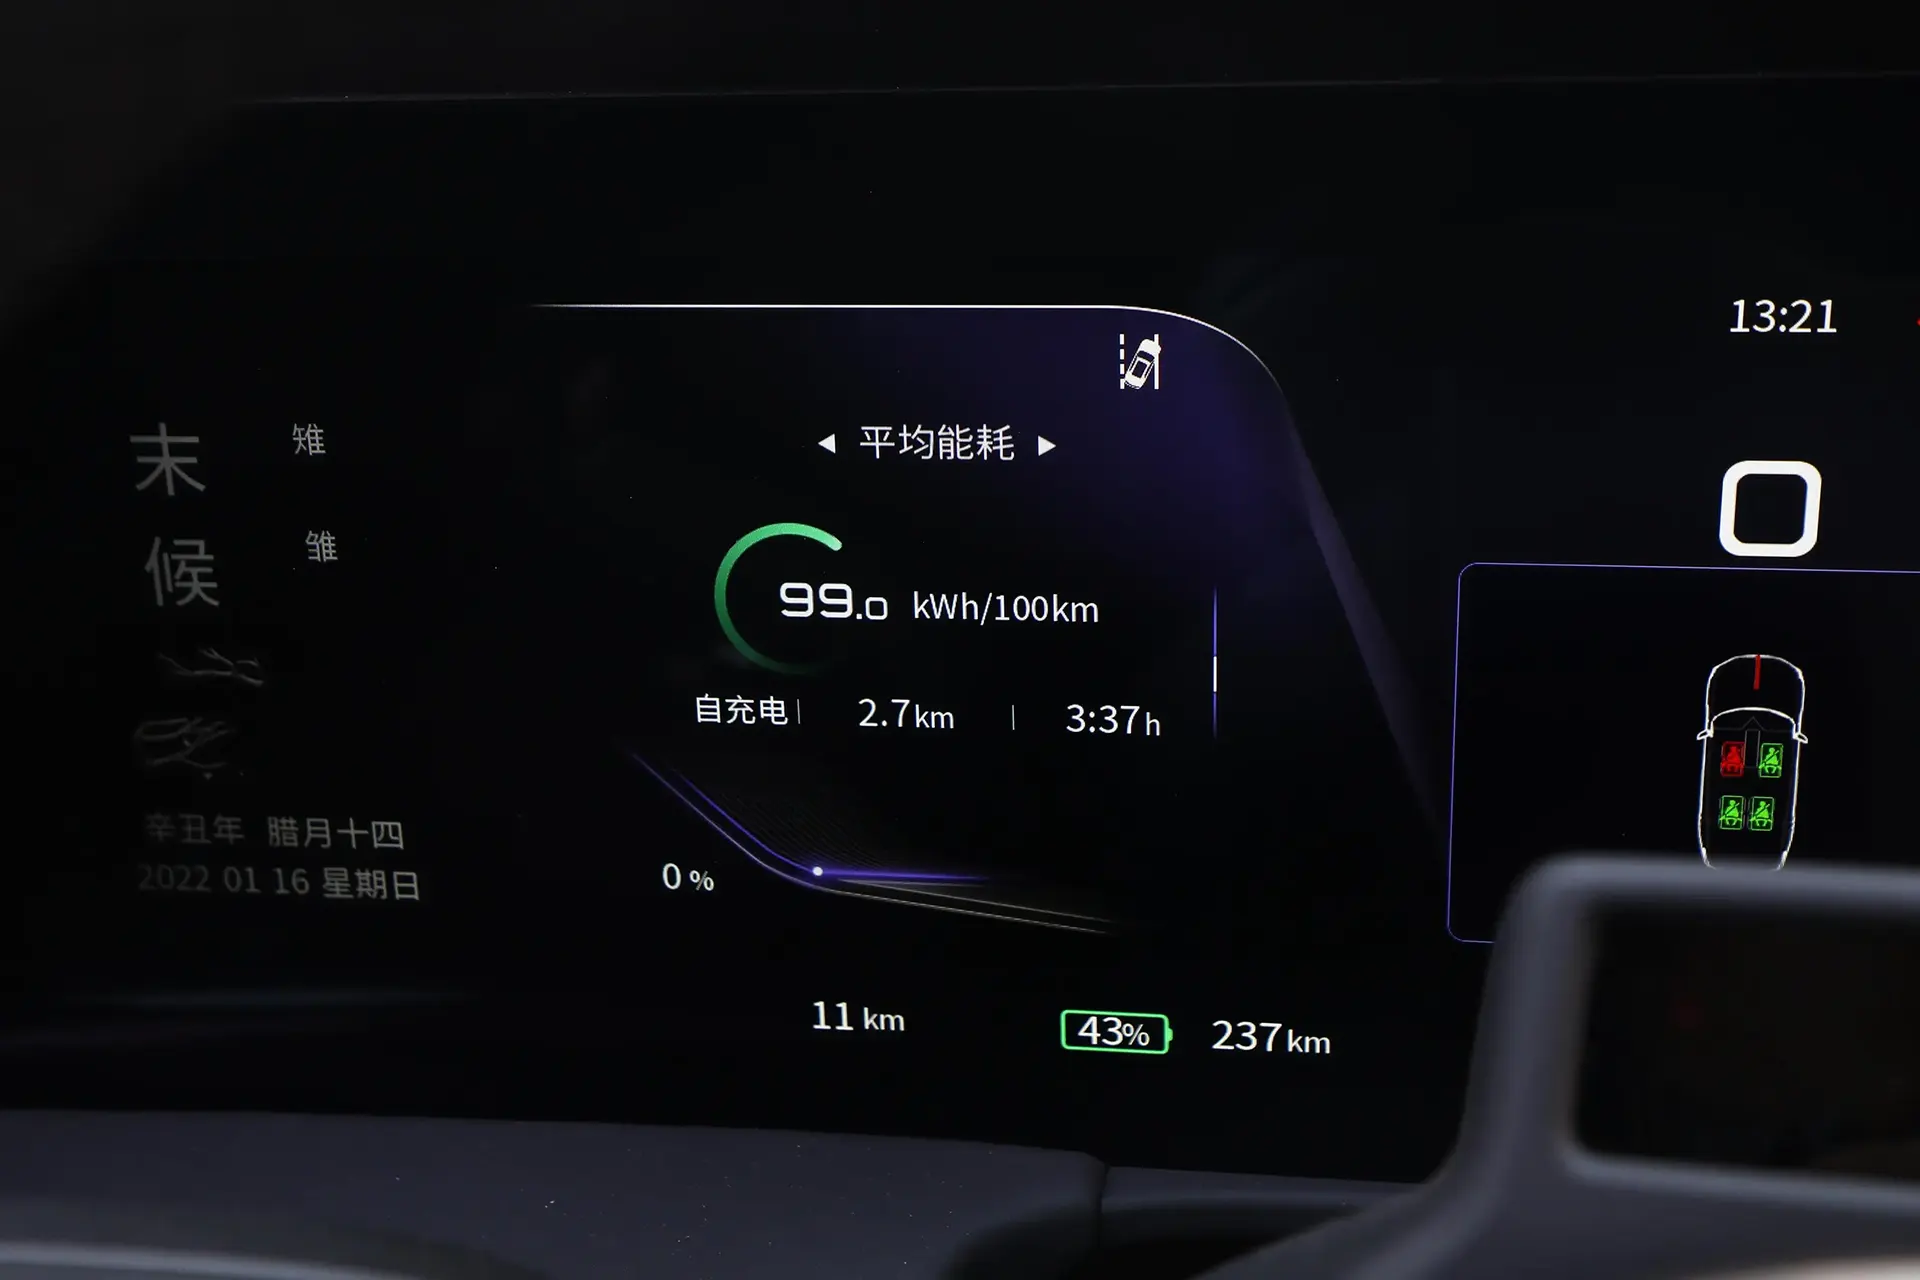 13:21
末候
雉雏
平均能耗
99.0 kWh/100km
自充电 2.7km 3:37h
辛丑年 腊月十四
2022 01 16 星期日
0 %
11 km
43%
237km